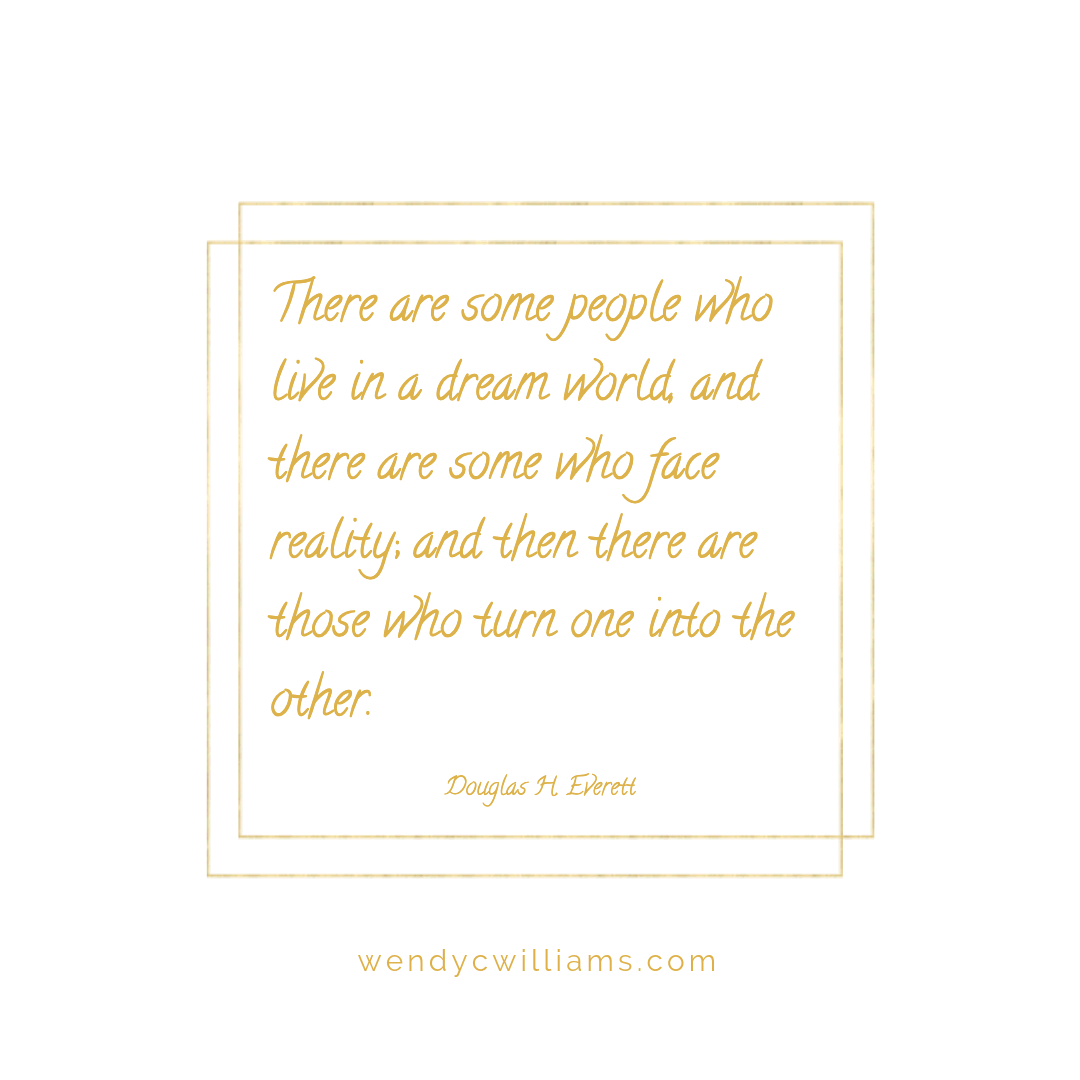 There are some people who
live in a dream world, and
there are some who face
reality; and then there are
those who turn one into the
other.
Douglas H. Everett
wendycwilliams.com